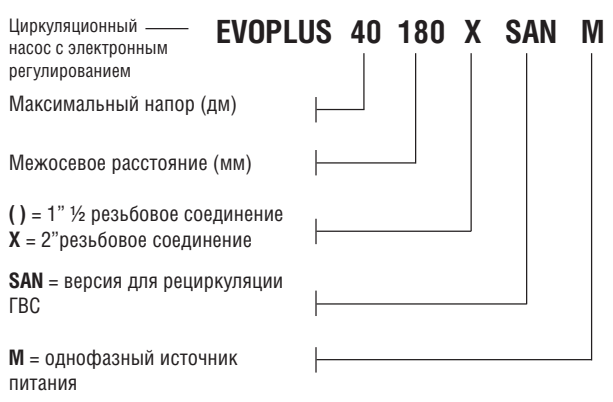 Циркуляционный
насос с электронным
регулированием
EVOPLUS 40 180 X SAN M
Максимальный напор (дм)
Межосевое расстояние (мм)
( ) = 1” ½ резьбовое соединение
X = 2”резьбовое соединение
SAN = версия для рециркуляции
ГВС
M = однофазный источник
питания